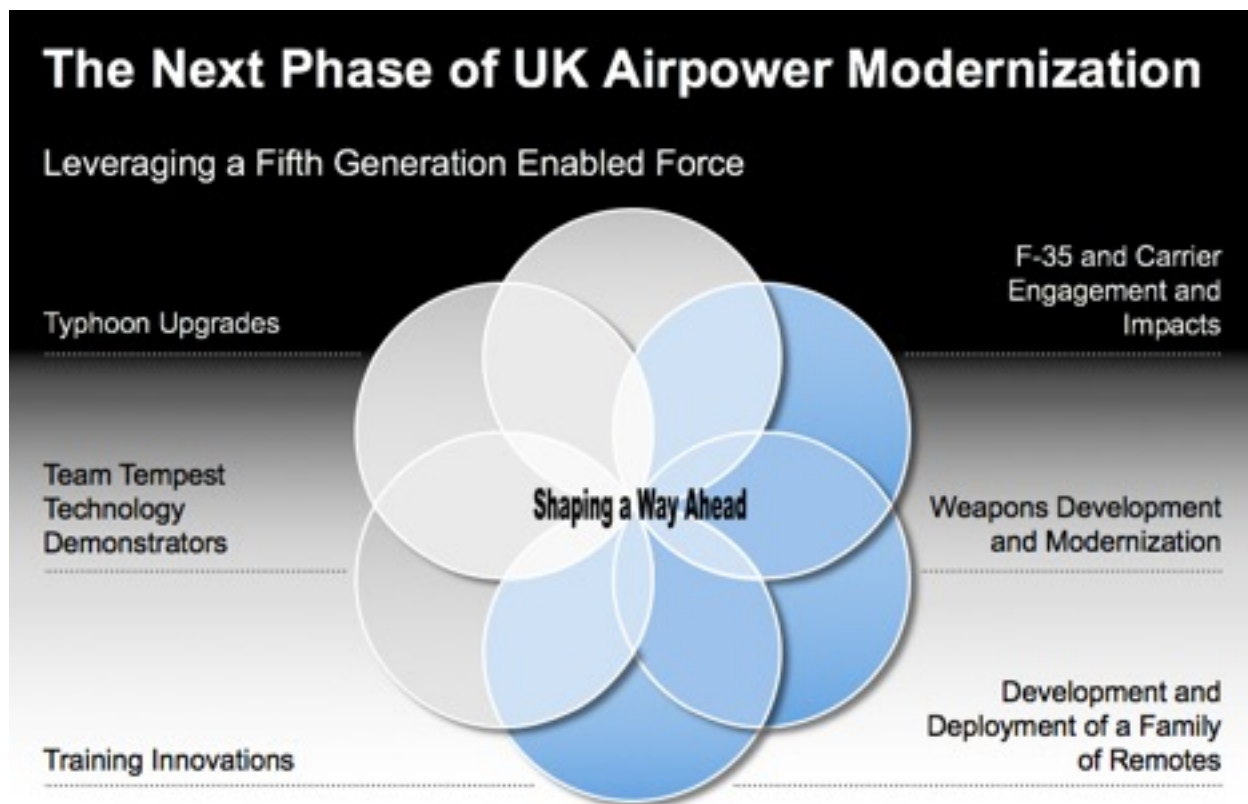 The Next Phase of UK Airpower Modernization
Leveraging a Fifth Generation Enabled Force
Typhoon Upgrades
F-35 and Carrier
Engagement and
Impacts
Team Tempest
Technology
Demonstrators
Shaping a Way Ahead
Weapons Development
and Modernization
Training Innovations
Development and
Deployment of a Family
of Remotes